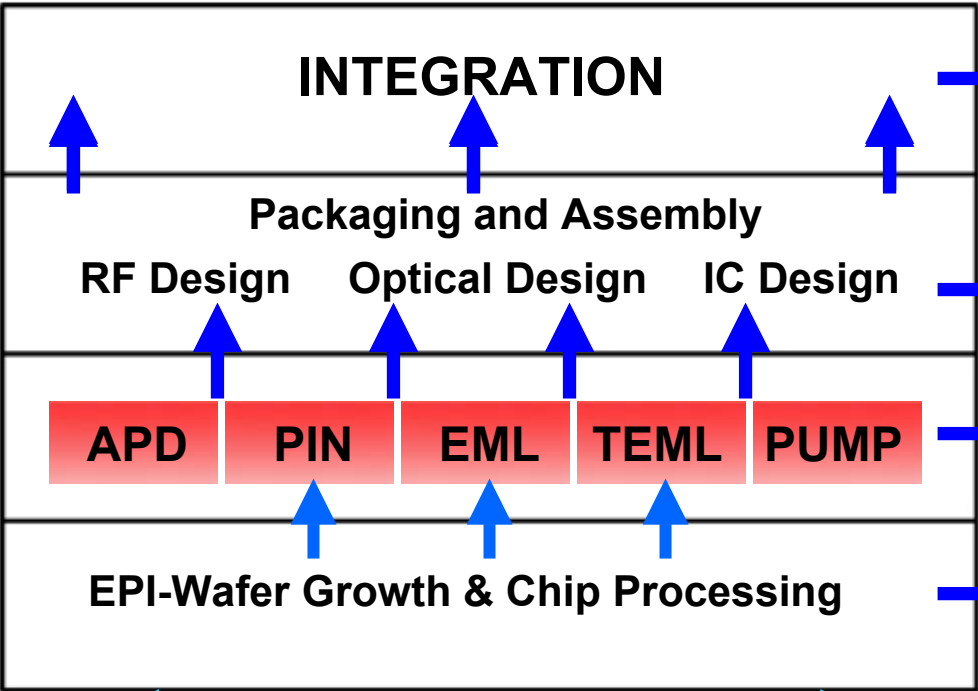 INTEGRATION
Packaging and Assembly
RF Design Optical Design IC Design
APD PIN EML TEML PUMP
EPI-Wafer Growth & Chip Processing